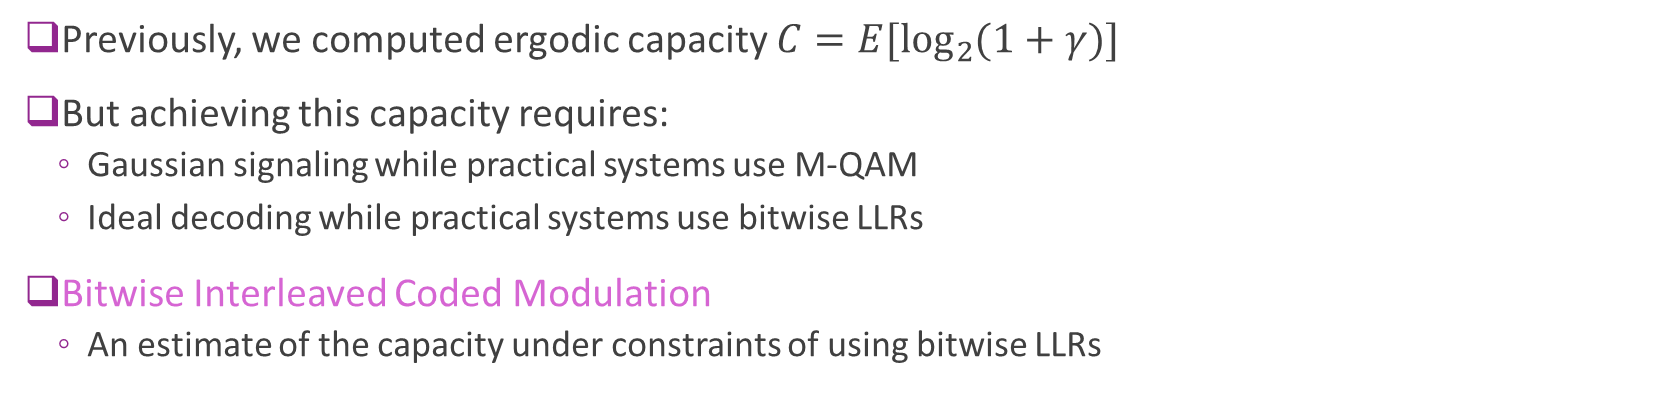 ❑Previously, we computed ergodic capacity C = E[log₂(1 + γ)]
❑But achieving this capacity requires:
◦ Gaussian signaling while practical systems use M-QAM
◦ Ideal decoding while practical systems use bitwise LLRs
❑Bitwise Interleaved Coded Modulation
◦ An estimate of the capacity under constraints of using bitwise LLRs